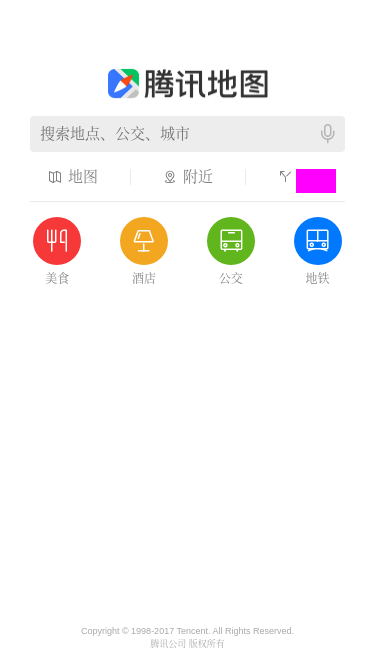 腾讯地图
搜索地点、公交、城市
地图 附近
美食 酒店 公交 地铁
Copyright © 1998-2017 Tencent. All Rights Reserved.
腾讯公司 版权所有